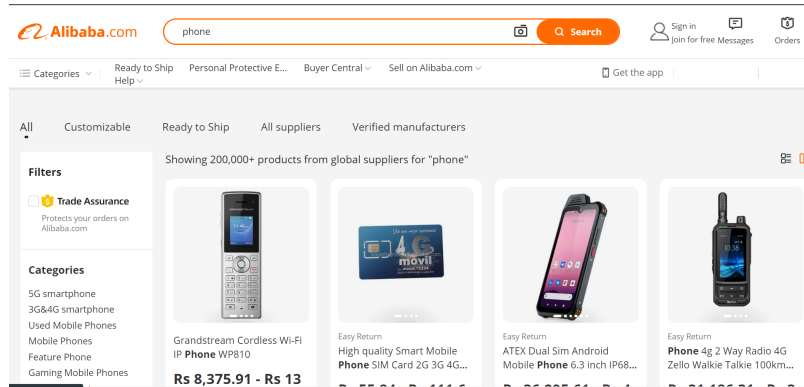 Alibaba.com
phone
Search
Sign in
Join for free
Messages
Orders
Categories
Ready to Ship
Personal Protective E...
Buyer Central
Sell on Alibaba.com
Help
Get the app
All
Customizable
Ready to Ship
All suppliers
Verified manufacturers
Filters
Trade Assurance
Protects your orders on
Alibaba.com
Categories
5G smartphone
3G&4G smartphone
Used Mobile Phones
Mobile Phones
Feature Phone
Gaming Mobile Phones
Showing 200,000+ products from global suppliers for "phone"
4G
movil
10:38
Grandstream Cordless Wi-Fi
IP Phone WP810
Rs 8,375.91 - Rs 13
Easy Return
High quality Smart Mobile
Phone SIM Card 2G 3G 4G...
Easy Return
ATEX Dual Sim Android
Mobile Phone 6.3 inch IP68...
Easy Return
Phone 4g 2 Way Radio 4G
Zello Walkie Talkie 100km...